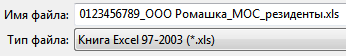 Имя файла: 0123456789_ООО Ромашка_МОС_резиденты.xls
Тип файла: Книга Excel 97-2003 (*.xls)